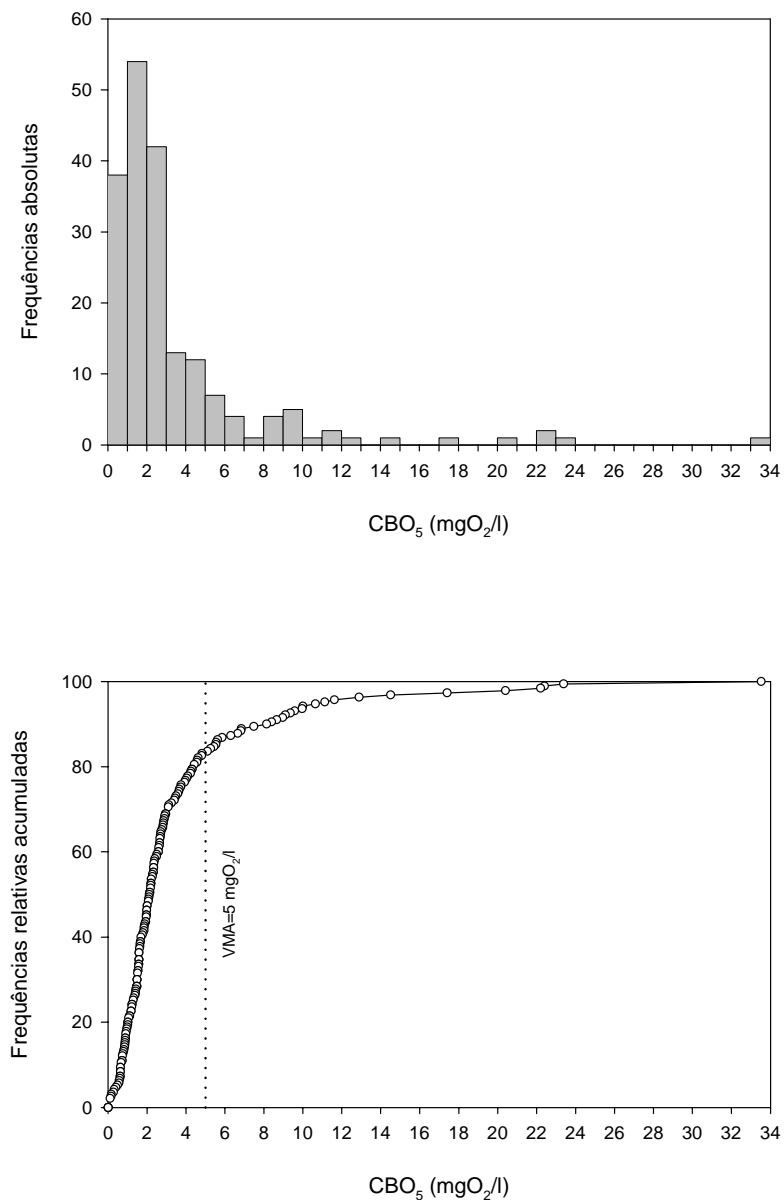 60
50
40
30
20
10
0
Frequências absolutas
0 2 4 6 8 10 12 14 16 18 20 22 24 26 28 30 32 34
CBO₅ (mgO₂/l)
100
80
60
40
20
0
Frequências relativas acumuladas
VMA=5 mgO₂/l
0 2 4 6 8 10 12 14 16 18 20 22 24 26 28 30 32 34
CBO₅ (mgO₂/l)